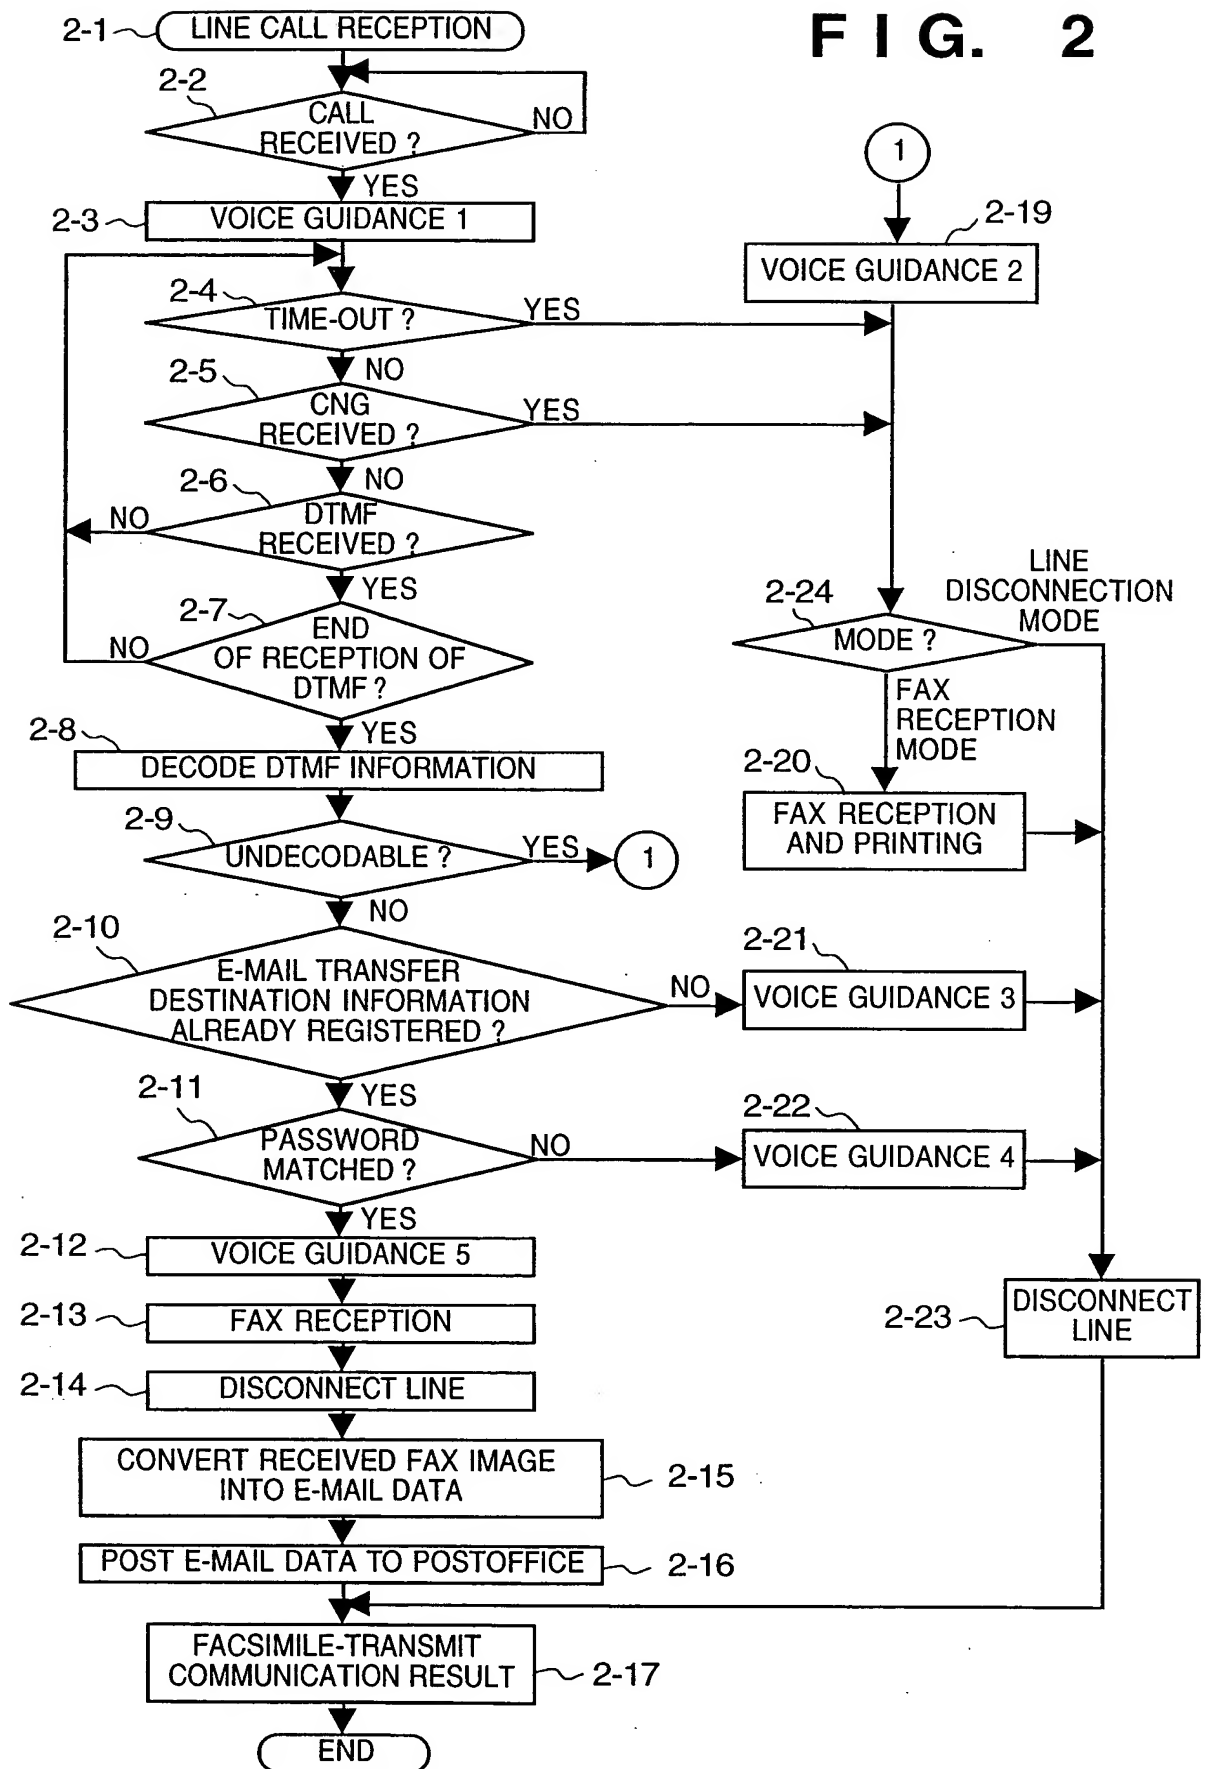 FIG. 2
2-1
LINE CALL RECEPTION
2-2
CALL
RECEIVED ?
NO
YES
2-3
VOICE GUIDANCE 1
2-4
TIME-OUT ?
YES
NO
2-5
CNG
RECEIVED ?
YES
NO
2-6
DTMF
RECEIVED ?
NO
YES
2-7
END
OF RECEPTION OF
DTMF ?
NO
YES
2-8
DECODE DTMF INFORMATION
2-9
UNDECODABLE ?
YES
1
NO
2-10
E-MAIL TRANSFER
DESTINATION INFORMATION
ALREADY REGISTERED ?
NO
YES
2-11
PASSWORD
MATCHED ?
NO
YES
2-12
VOICE GUIDANCE 5
2-13
FAX RECEPTION
2-14
DISCONNECT LINE
CONVERT RECEIVED FAX IMAGE
INTO E-MAIL DATA
2-15
POST E-MAIL DATA TO POSTOFFICE
2-16
FACSIMILE-TRANSMIT
COMMUNICATION RESULT
2-17
END
1
2-19
VOICE GUIDANCE 2
2-24
MODE ?
LINE
DISCONNECTION
MODE
FAX
RECEPTION
MODE
2-20
FAX RECEPTION
AND PRINTING
2-21
VOICE GUIDANCE 3
2-22
VOICE GUIDANCE 4
2-23
DISCONNECT
LINE